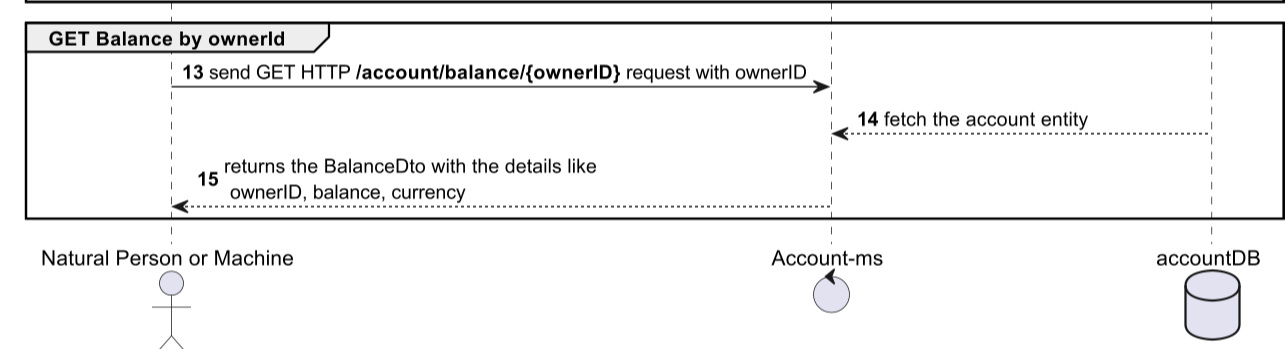 GET Balance by ownerId
13 send GET HTTP /account/balance/{ownerID} request with ownerID
14 fetch the account entity
15 returns the BalanceDto with the details like
ownerID, balance, currency
Natural Person or Machine
Account-ms
accountDB